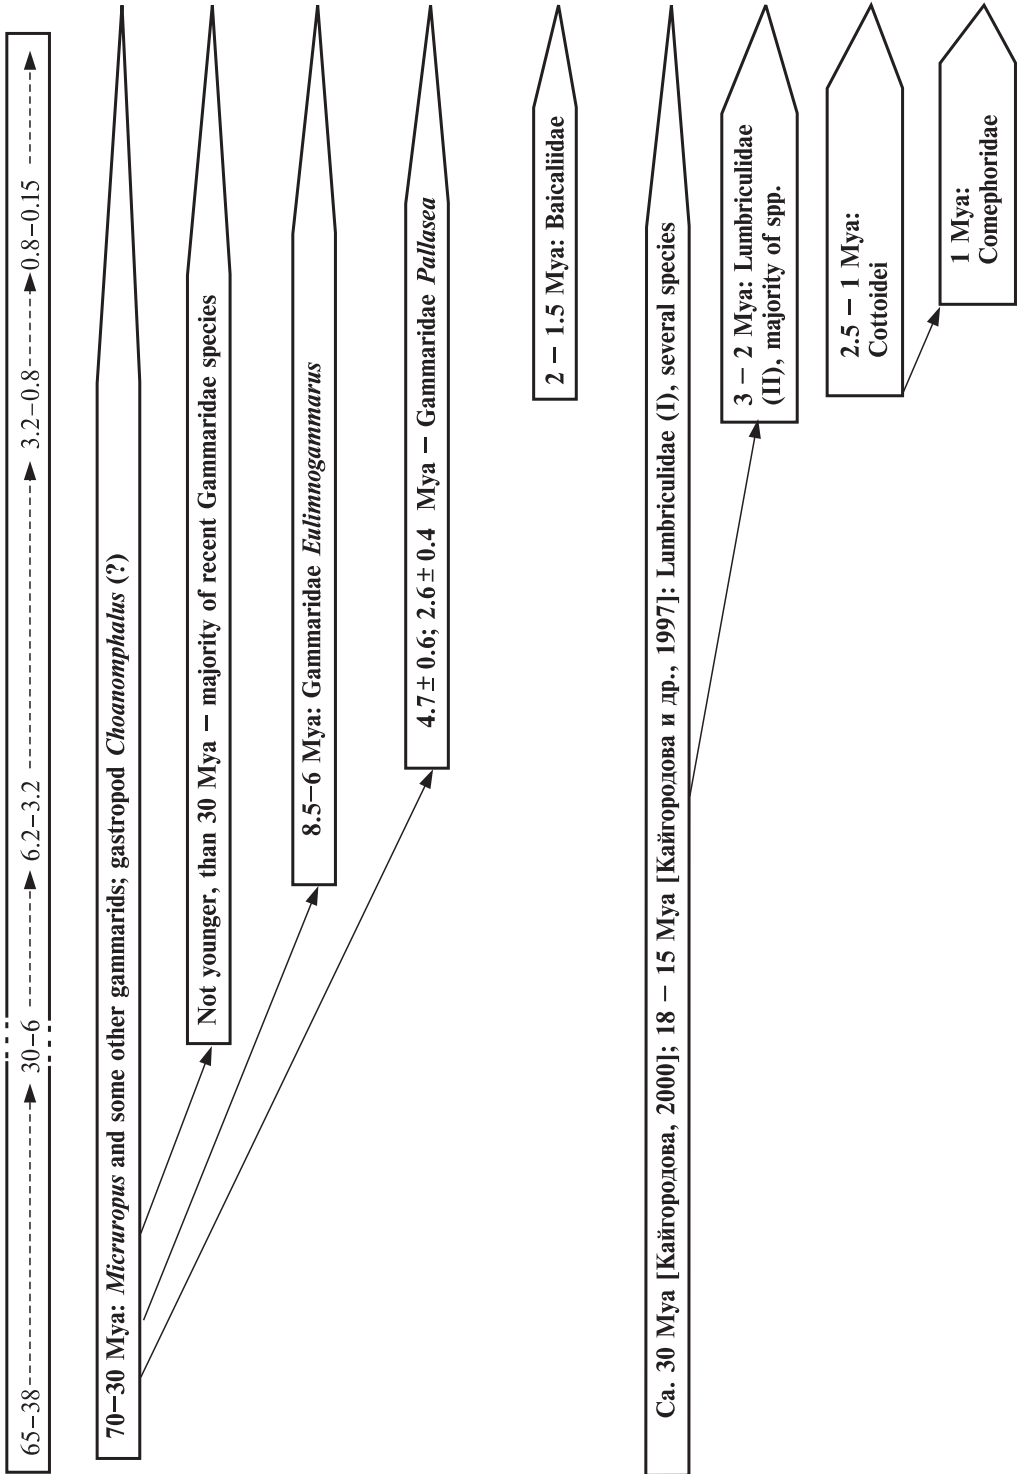 65–38 30–6 6.2–3.2 3.2–0.8 0.8–0.15
70–30 Mya: Micruropus and some other gammarids; gastropod Choanomphalus (?)
Not younger, than 30 Mya – majority of recent Gammaridae species
8.5–6 Mya: Gammaridae Eulimnogammarus
4.7 ± 0.6; 2.6 ± 0.4 Mya – Gammaridae Pallasea
2 – 1.5 Mya: Baicaliidae
Ca. 30 Mya [Кайгородова, 2000]; 18 – 15 Mya [Кайгородова и др., 1997]: Lumbriculidae (I), several species
3 – 2 Mya: Lumbriculidae
(II), majority of spp.
2.5 – 1 Mya:
Cottoidei
1 Mya:
Comephoridae